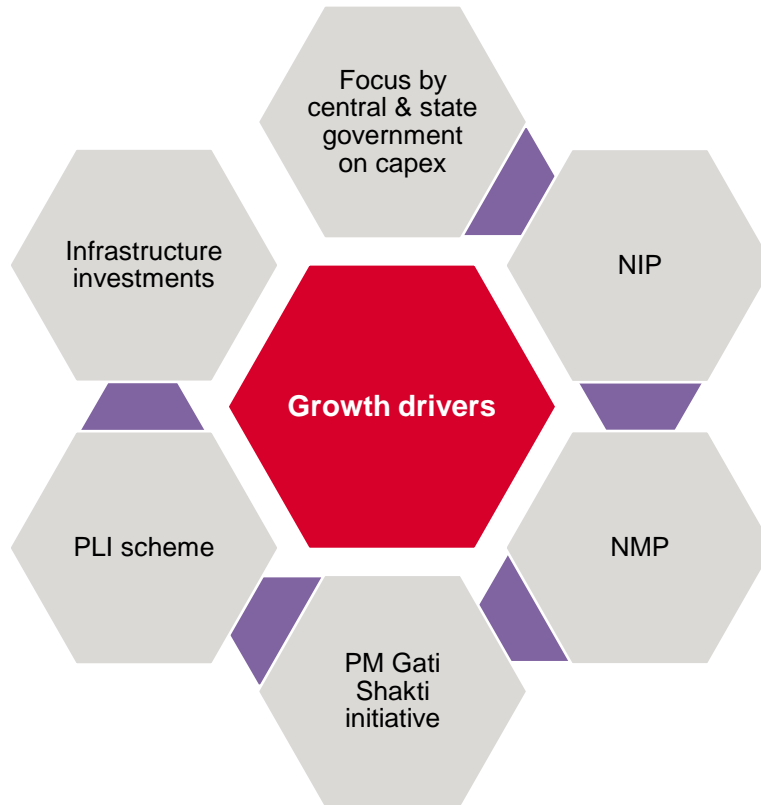 Focus by
central & state
government
on capex
Infrastructure
investments
NIP
Growth drivers
PLI scheme
NMP
PM Gati
Shakti
initiative